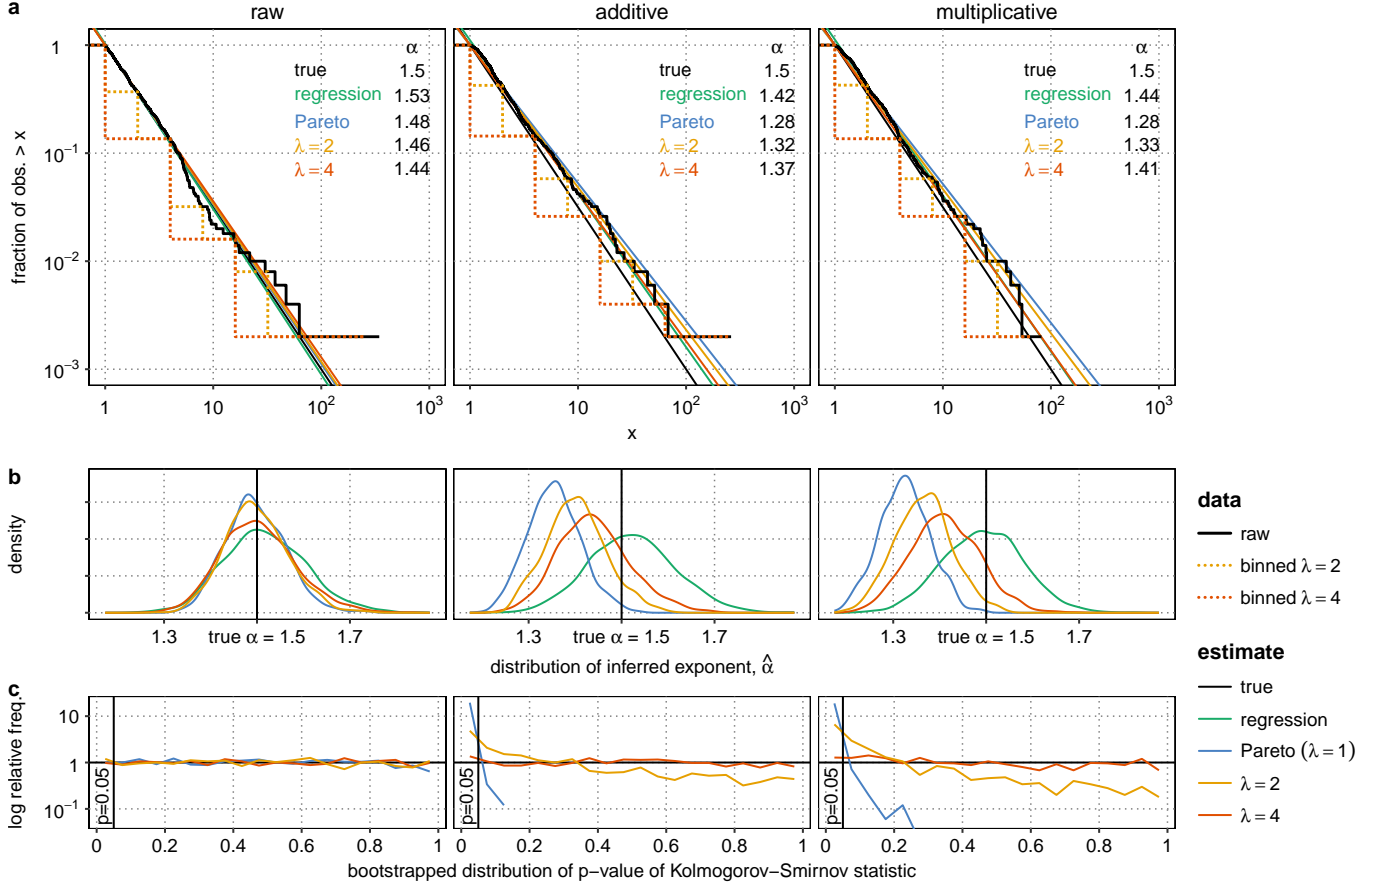 a
raw
additive
multiplicative
fraction of obs. > x
1
10⁻¹
10⁻²
10⁻³
α
true 1.5
regression 1.53
Pareto 1.48
λ = 2 1.46
λ = 4 1.44
α
true 1.5
regression 1.42
Pareto 1.28
λ = 2 1.32
λ = 4 1.37
α
true 1.5
regression 1.44
Pareto 1.28
λ = 2 1.33
λ = 4 1.41
1 10 10² 10³
1 10 10² 10³
1 10 10² 10³
x
b
density
1.3 true α = 1.5 1.7
1.3 true α = 1.5 1.7
1.3 true α = 1.5 1.7
distribution of inferred exponent, α̂
c
log relative freq.
10
1
10⁻¹
p=0.05
p=0.05
p=0.05
0 0.2 0.4 0.6 0.8 1
0 0.2 0.4 0.6 0.8 1
0 0.2 0.4 0.6 0.8 1
bootstrapped distribution of p−value of Kolmogorov−Smirnov statistic
data
raw
binned λ = 2
binned λ = 4
estimate
true
regression
Pareto (λ = 1)
λ = 2
λ = 4